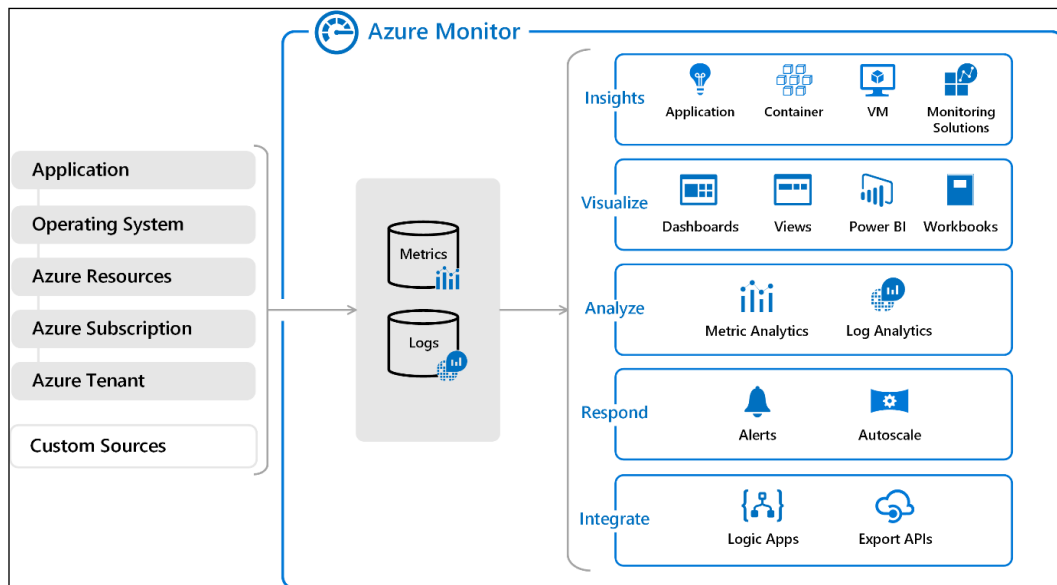 Azure Monitor
Application
Operating System
Azure Resources
Azure Subscription
Azure Tenant
Custom Sources
Metrics
Logs
Insights
Application
Container
VM
Monitoring
Solutions
Visualize
Dashboards
Views
Power BI
Workbooks
Analyze
Metric Analytics
Log Analytics
Respond
Alerts
Autoscale
Integrate
Logic Apps
Export APIs